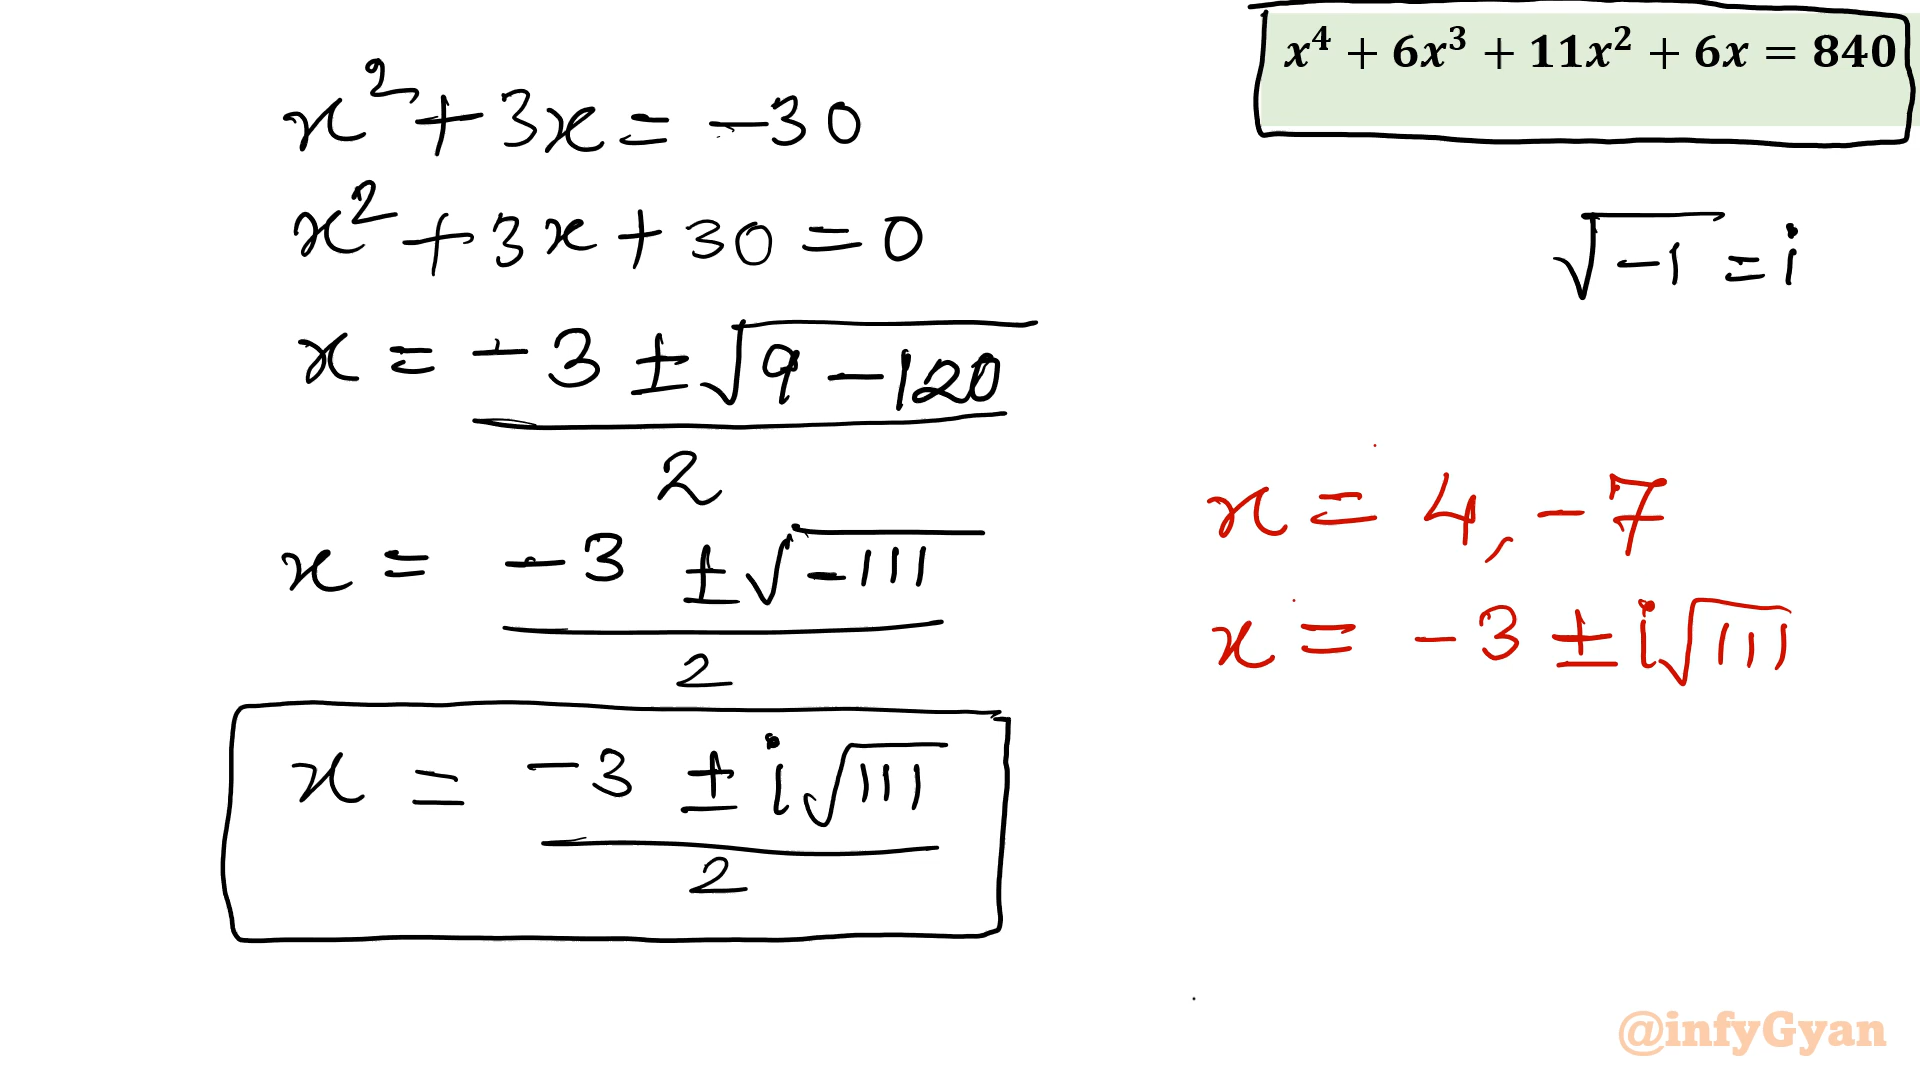 x⁴ + 6x³ + 11x² + 6x = 840
x² + 3x = -30
x² + 3x + 30 = 0
x = -3 ± √9 - 120
2
x = -3 ± √-111
2
x = -3 ± i√111
2
√-1 = i
x = 4, -7
x = -3 ± i√111
@infyGyan